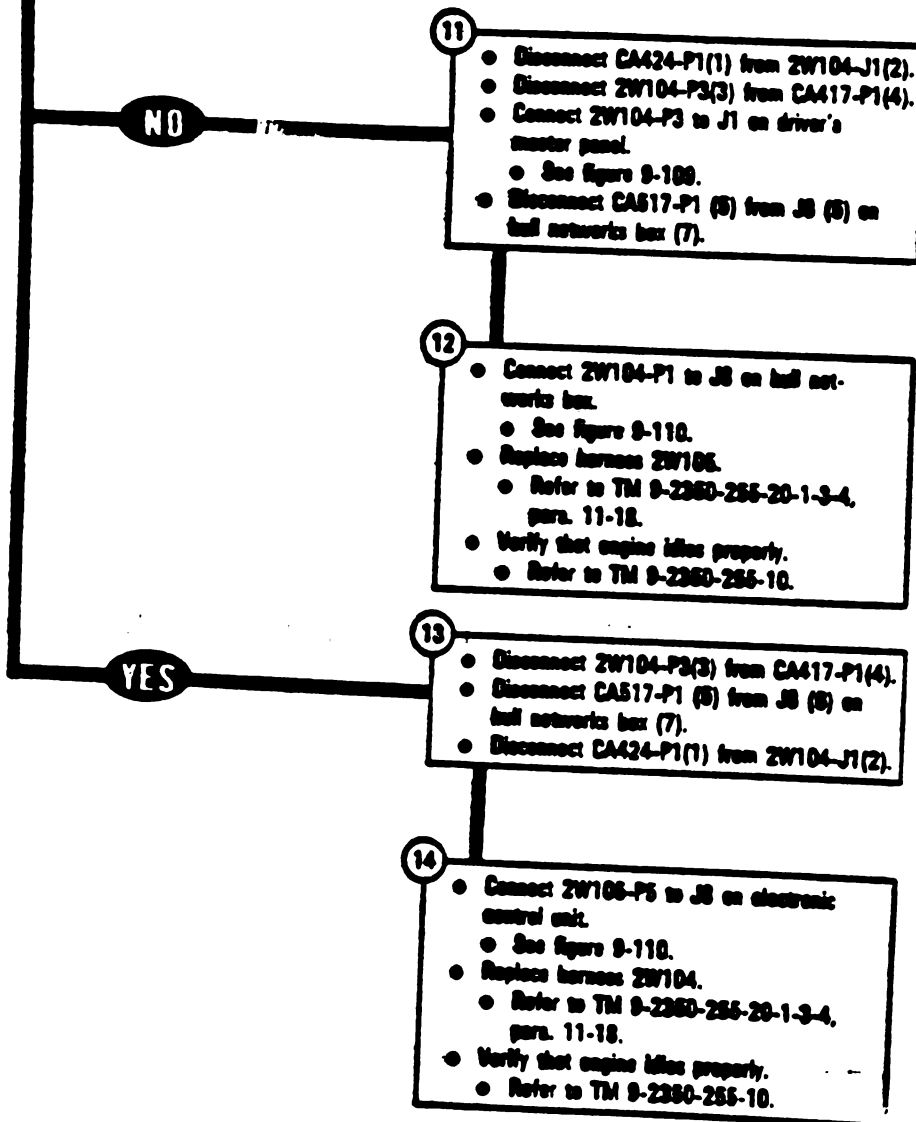 11
• Disconnect CA424-P1(1) from 2W104-J1(2).
• Disconnect 2W104-P3(3) from CA417-P1(4).
NO
• Connect 2W104-P3 to J1 on driver's
master panel.
• See figure 9-109.
• Disconnect CA517-P1 (5) from (6) on
hull networks box (7).
12
• Connect 2W104-P1 to on hull net-
works box.
• See figure 9-110.
• Replace harness
• Refer to TM 9-2350-255-20-1-3-4,
para. 11-18.
• Verify that engine idles properly.
• Refer to TM 9-2350-255-10.
13
• Disconnect 2W104-P3(3) from CA417-P1(4).
YES
• Disconnect CA517-P1 (5) from (6) on
hull networks box (7).
• Disconnect CA424-P1(1) from 2W104-J1(2).
14
• Connect to on electronic
control unit.
• See figure 9-110.
• Replace harness 2W104.
• Refer to TM 9-2350-255-20-1-3-4,
para. 11-18.
• Verify that engine idles properly.
• Refer to TM 9-2350-255-10.